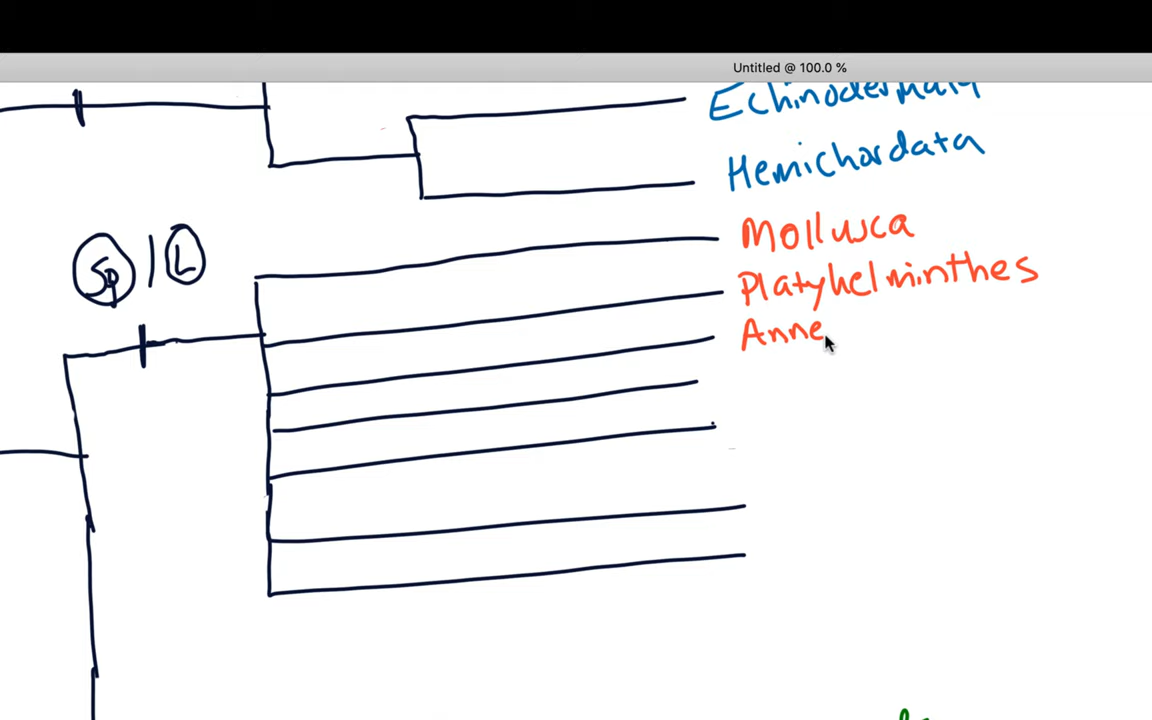 Untitled @ 100.0 %
Hemichordata
Sp | L
Mollusca
Platyhelminthes
Anne